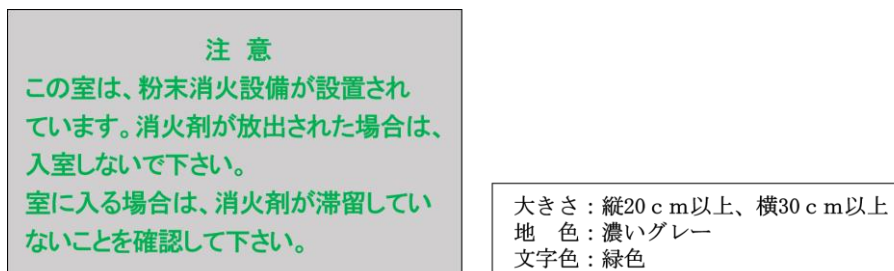 注 意
この室は、粉末消火設備が設置され
ています。消火剤が放出された場合は、
入室しないで下さい。
室に入る場合は、消火剤が滞留してい
ないことを確認して下さい。
大きさ：縦20ｃｍ以上、横30ｃｍ以上
地　色：濃いグレー
文字色：緑色